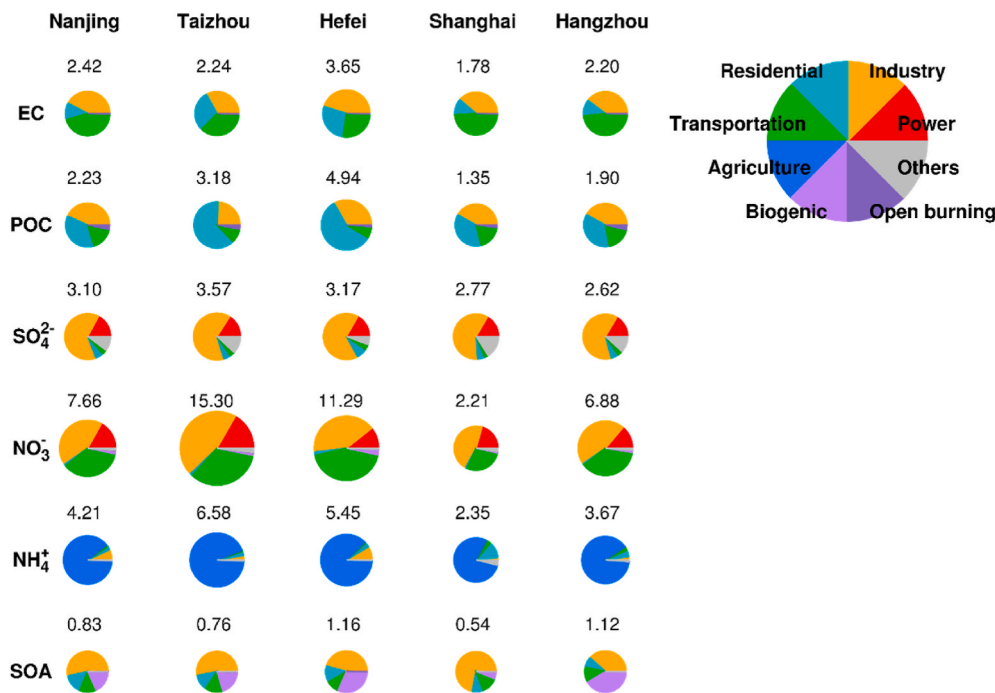 Nanjing Taizhou Hefei Shanghai Hangzhou
2.42 2.24 3.65 1.78 2.20
EC
2.23 3.18 4.94 1.35 1.90
POC
3.10 3.57 3.17 2.77 2.62
SO₄²⁻
7.66 15.30 11.29 2.21 6.88
NO₃⁻
4.21 6.58 5.45 2.35 3.67
NH₄⁺
0.83 0.76 1.16 0.54 1.12
SOA
Residential Industry
Transportation Power
Agriculture Others
Biogenic Open burning